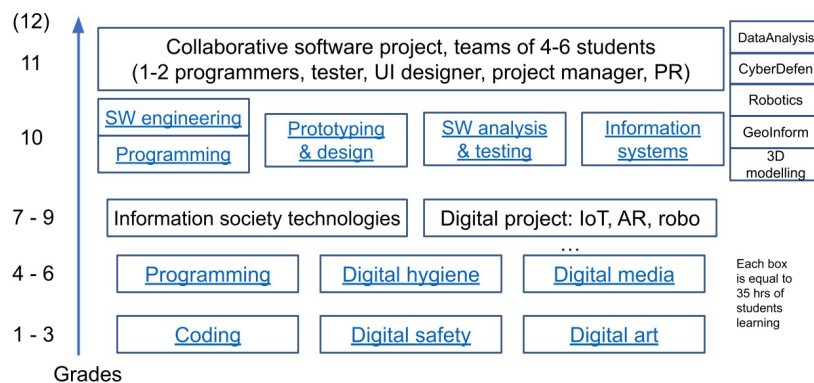 (12)
11
10
7 - 9
4 - 6
1 - 3
Grades
Collaborative software project, teams of 4-6 students
(1-2 programmers, tester, UI designer, project manager, PR)
SW engineering
Programming
Prototyping
& design
SW analysis
& testing
Information
systems
Information society technologies
Digital project: IoT, AR, robo
…
Programming
Digital hygiene
Digital media
Coding
Digital safety
Digital art
DataAnalysis
CyberDefen
Robotics
GeoInform
3D
modelling
Each box
is equal to
35 hrs of
students
learning